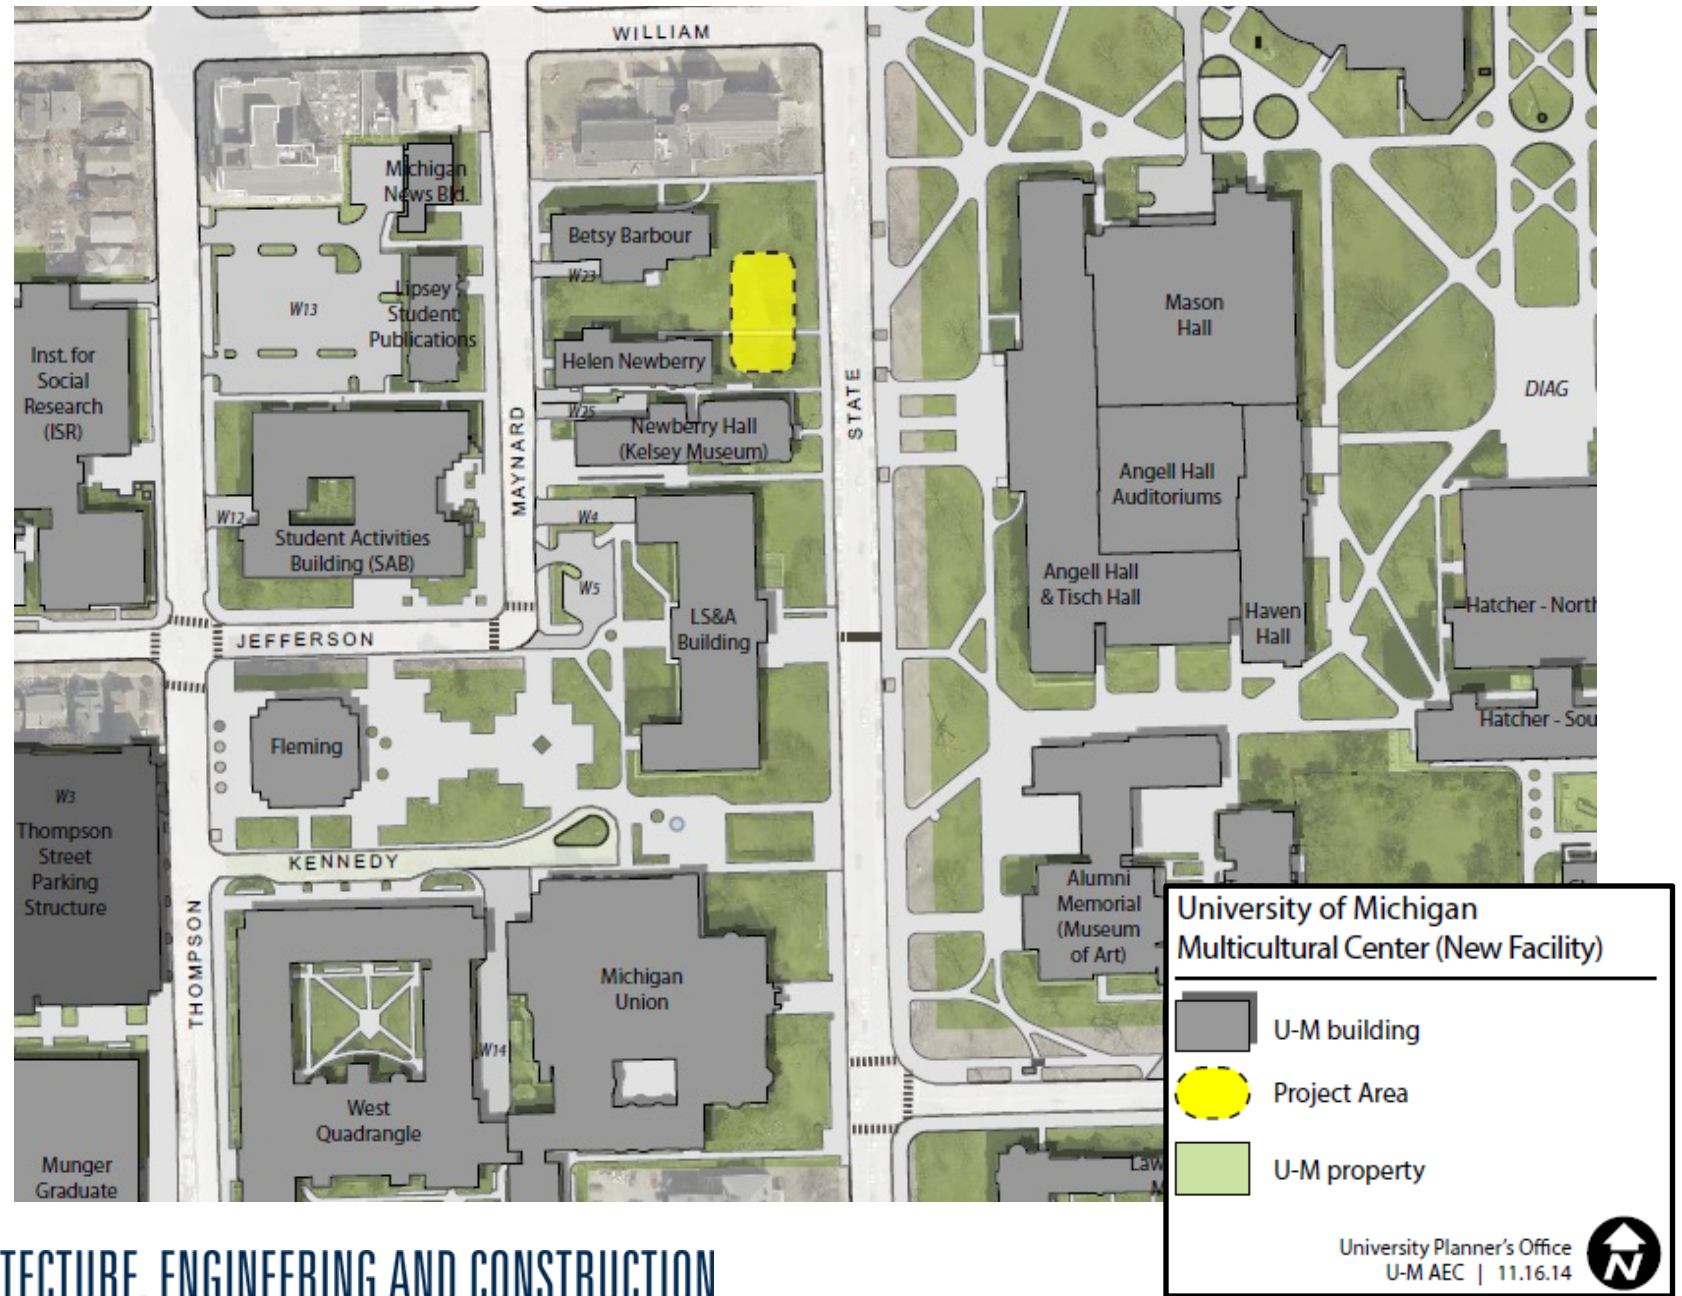 WILLIAM
Michigan
News Bld.
Betsy Barbour
W23
W13
Lipsey
Student
Publications
Helen Newberry
W25
Newberry Hall
(Kelsey Museum)
MAYNARD
STATE
Inst. for
Social
Research
(ISR)
Mason
Hall
DIAG
Angell Hall
Auditoriums
W12
Student Activities
Building (SAB)
W4
W5
LS&A
Building
Angell Hall
& Tisch Hall
Haven
Hall
Hatcher - North
JEFFERSON
Hatcher - Sou
Fleming
W3
Thompson
Street
Parking
Structure
KENNEDY
THOMPSON
Alumni
Memorial
(Museum
of Art)
Michigan
Union
W14
West
Quadrangle
Munger
Graduate
Law
University of Michigan
Multicultural Center (New Facility)
U-M building
Project Area
U-M property
University Planner's Office
U-M AEC | 11.16.14
N
TECTURE, ENGINEERING AND CONSTRUCTION